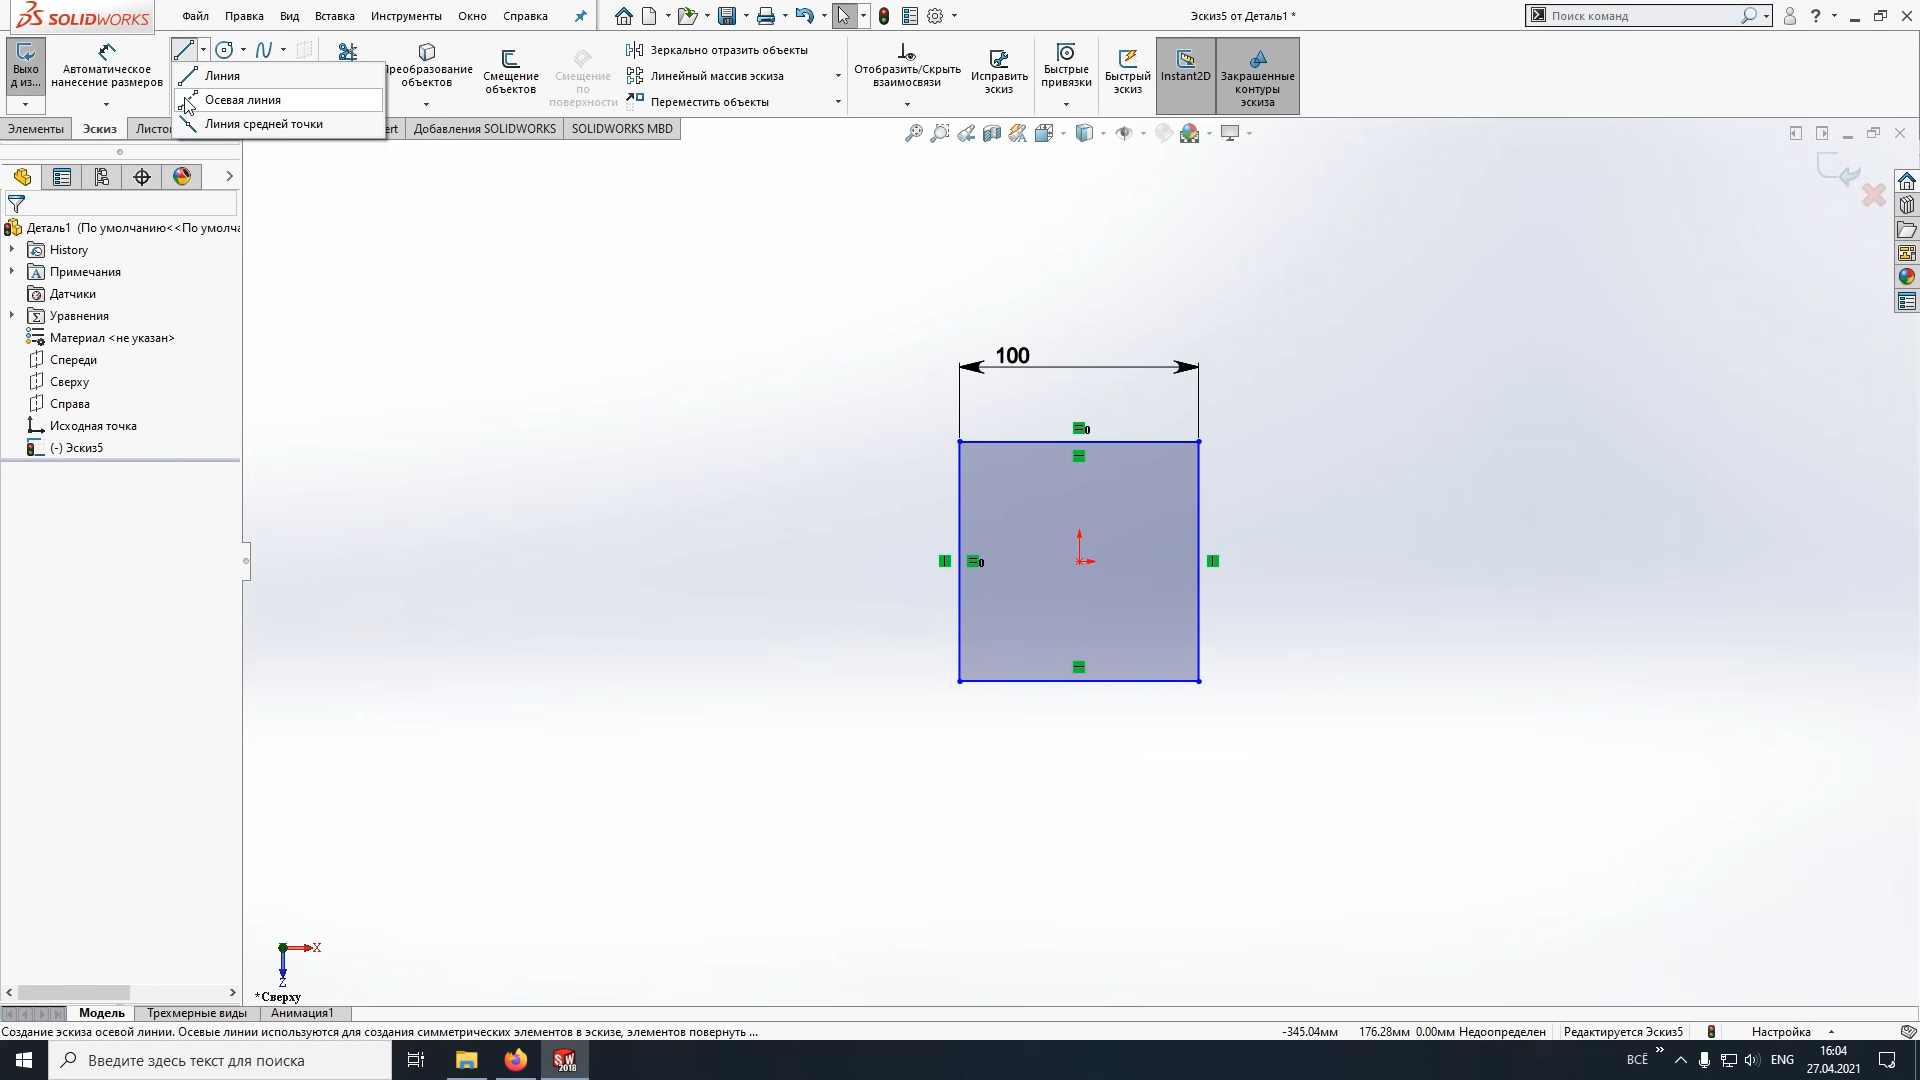 SOLIDWORKS
Файл
Правка
Вид
Вставка
Инструменты
Окно
Справка
Эскиз5 от Деталь1 *
Поиск команд
Выхо
д из...
Автоматическое
нанесение размеров
Линия
Осевая линия
Линия средней точки
реобразование
объектов
Смещение
объектов
Смещение
по
поверхности
Зеркально отразить объекты
Линейный массив эскиза
Переместить объекты
Отобразить/Скрыть
взаимосвязи
Исправить
эскиз
Быстрые
привязки
Быстрый
эскиз
Instant2D
Закрашенные
контуры
эскиза
Элементы
Эскиз
Листо
ert
Добавления SOLIDWORKS
SOLIDWORKS MBD
Деталь1 (По умолчанию<<По умолча
History
Примечания
Датчики
Уравнения
Материал <не указан>
Спереди
Сверху
Справа
Исходная точка
(-) Эскиз5
100
0
0
X
Z
*Сверху
Модель
Трехмерные виды
Анимация1
Создание эскиза осевой линии. Осевые линии используются для создания симметрических элементов в эскизе, элементов повернуть ...
-345.04мм
176.28мм
0.00мм
Недоопределен
Редактируется Эскиз5
Настройка
Введите здесь текст для поиска
SW
2018
ВСЁ
ENG
16:04
27.04.2021